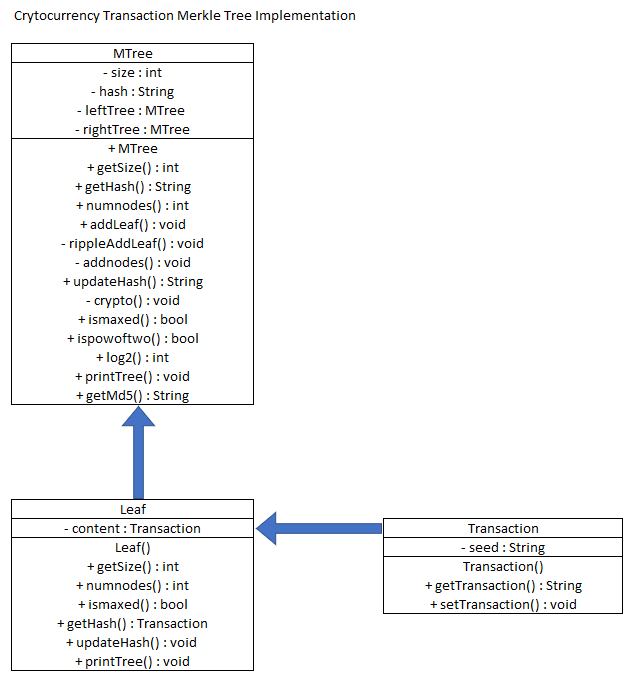 Crytocurrency Transaction Merkle Tree Implementation
MTree
- size : int
- hash : String
- leftTree : MTree
- rightTree : MTree
+ MTree
+ getSize() : int
+ getHash() : String
+ numnodes() : int
+ addLeaf() : void
- rippleAddLeaf() : void
- addnodes() : void
+ updateHash() : String
- crypto() : void
+ ismaxed() : bool
+ ispowoftwo() : bool
+ log2() : int
+ printTree() : void
+ getMd5() : String
Leaf
- content : Transaction
Leaf()
+ getSize() : int
+ numnodes() : int
+ ismaxed() : bool
+ getHash() : Transaction
+ updateHash() : void
+ printTree() : void
Transaction
- seed : String
Transaction()
+ getTransaction() : String
+ setTransaction() : void